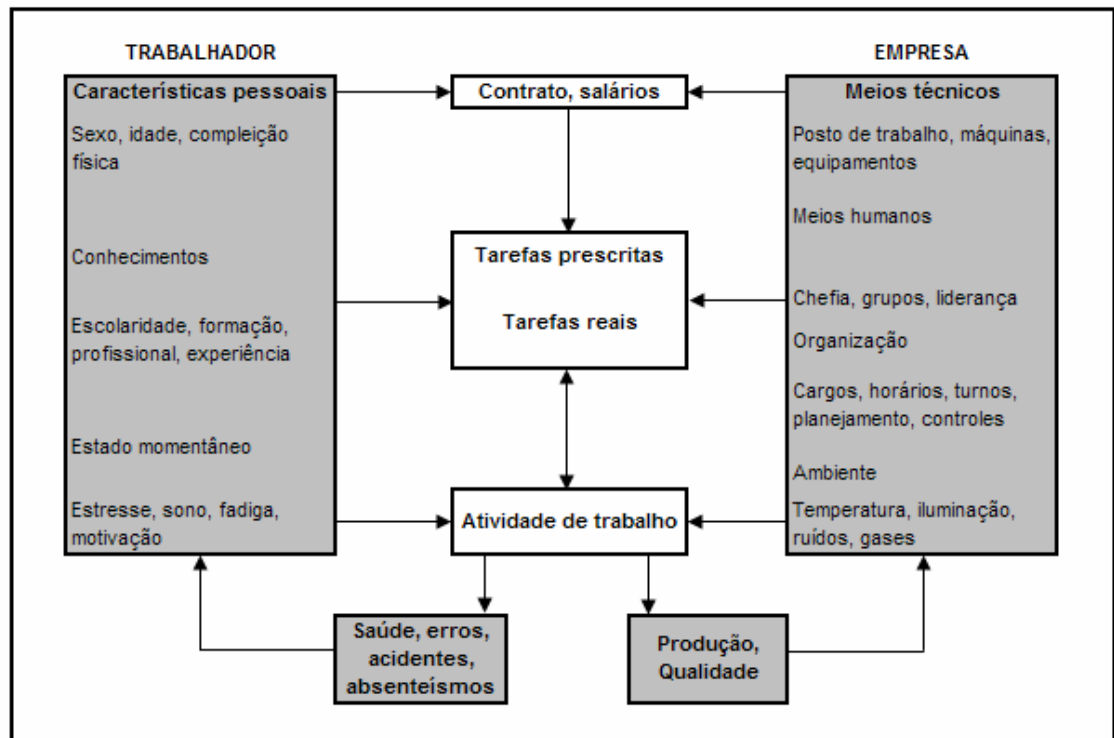 TRABALHADOR
Características pessoais
Sexo, idade, compleição
física
Conhecimentos
Escolaridade, formação,
profissional, experiência
Estado momentâneo
Estresse, sono, fadiga,
motivação
Contrato, salários
Tarefas prescritas
Tarefas reais
Atividade de trabalho
Saúde, erros,
acidentes,
absenteísmos
Produção,
Qualidade
EMPRESA
Meios técnicos
Posto de trabalho, máquinas,
equipamentos
Meios humanos
Chefia, grupos, liderança
Organização
Cargos, horários, turnos,
planejamento, controles
Ambiente
Temperatura, iluminação,
ruídos, gases